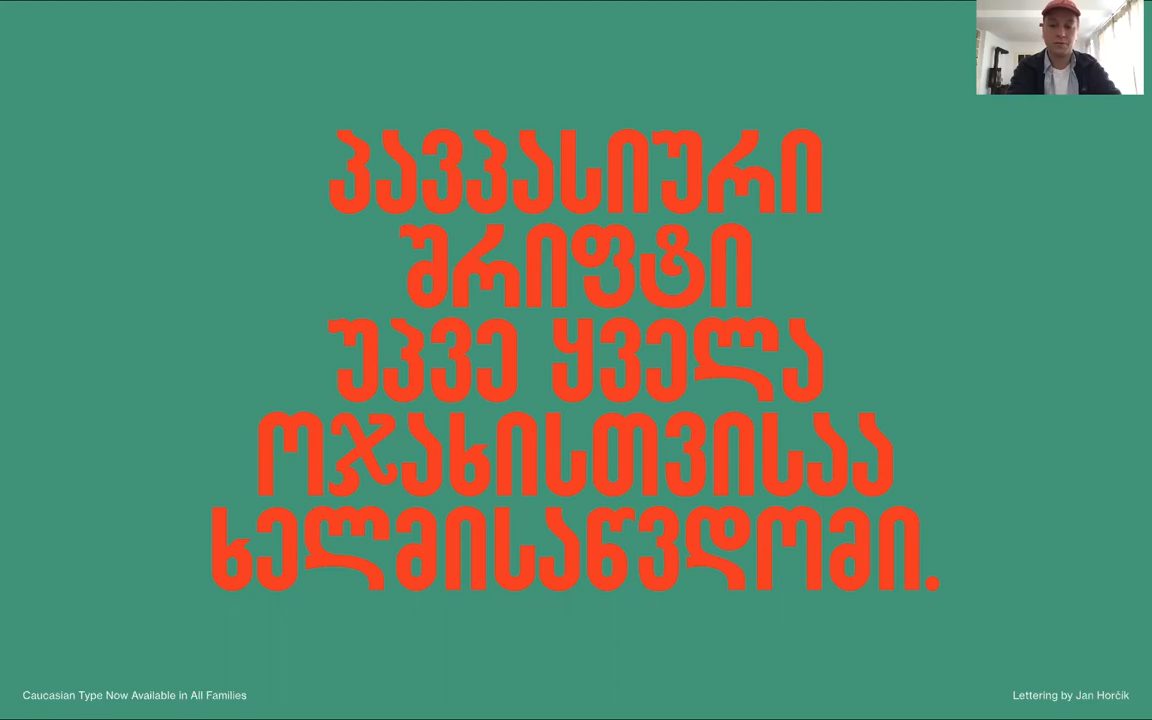 კავკასიური
შრიფტი
უკვე ყველა
ოჯახისთვისაა
ხელმისაწვდომი.
Caucasian Type Now Available in All Families
Lettering by Jan Horčík